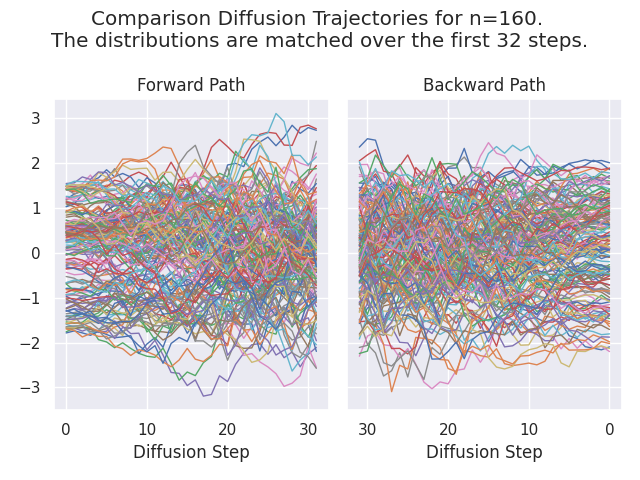 Comparison Diffusion Trajectories for n=160.
The distributions are matched over the first 32 steps.
Forward Path
Backward Path
3
2
1
0
−1
−2
−3
0 10 20 30
30 20 10 0
Diffusion Step
Diffusion Step